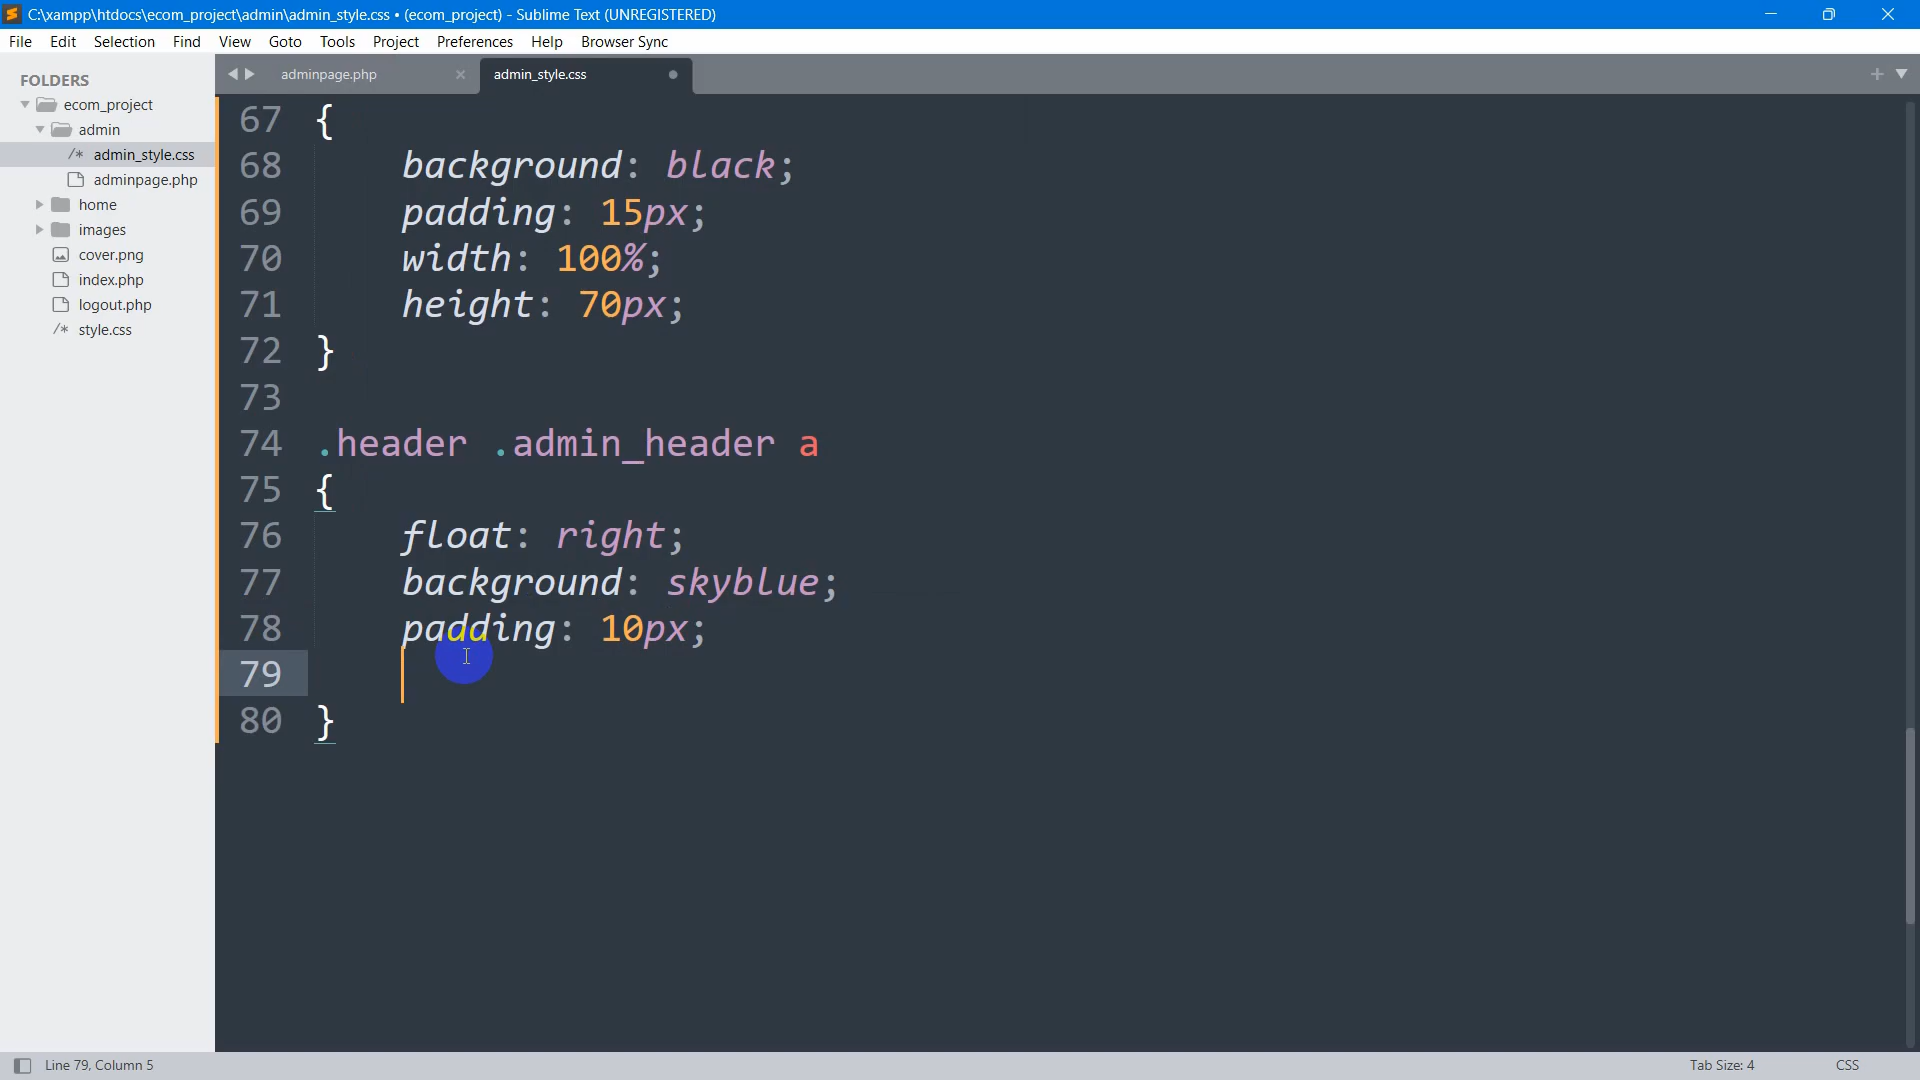 C:\xampp\htdocs\ecom_project\admin\admin_style.css • (ecom_project) - Sublime Text (UNREGISTERED)
File Edit Selection Find View Goto Tools Project Preferences Help Browser Sync
FOLDERS
ecom_project
admin
/* admin_style.css
adminpage.php
home
images
cover.png
index.php
logout.php
/* style.css
adminpage.php
admin_style.css
67 {
68 background: black;
69 padding: 15px;
70 width: 100%;
71 height: 70px;
72 }
73
74 .header .admin_header a
75 {
76 float: right;
77 background: skyblue;
78 padding: 10px;
79
80 }
Line 79, Column 5
Tab Size: 4
CSS